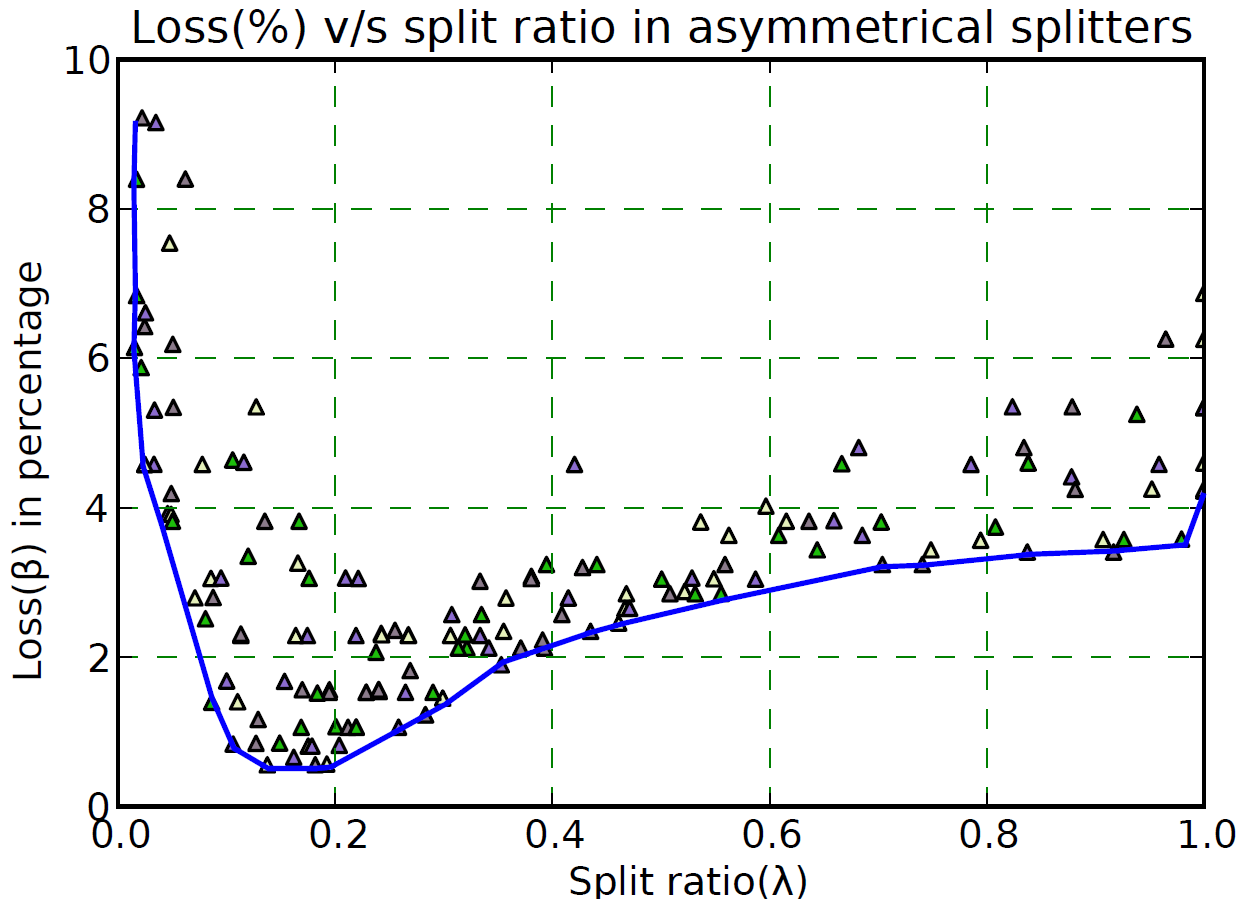 Loss(%) v/s split ratio in asymmetrical splitters
10
8
6
4
2
0
0.0 0.2 0.4 0.6 0.8 1.0
Loss(β) in percentage
Split ratio(λ)